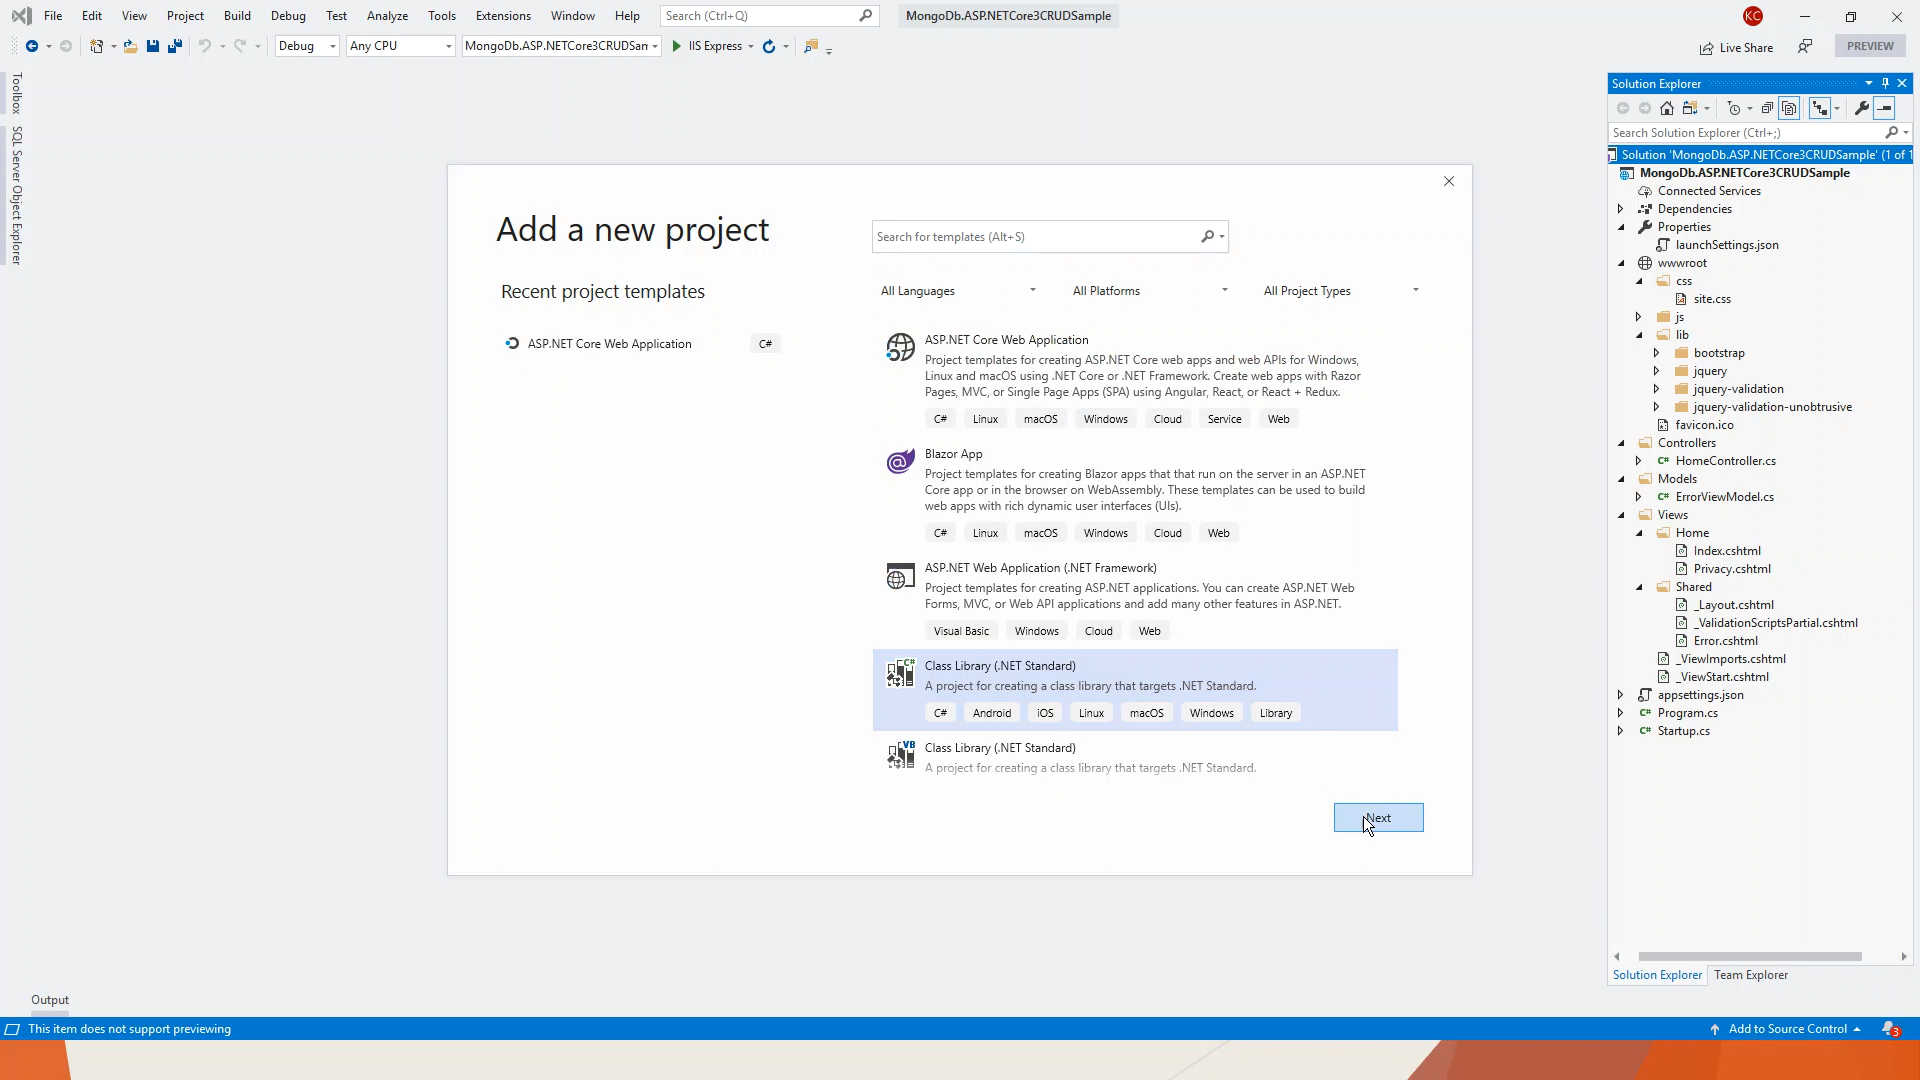 File Edit View Project Build Debug Test Analyze Tools Extensions Window Help Search (Ctrl+Q) MongoDb.ASP.NETCore3CRUDSample KC
Debug Any CPU MongoDb.ASP.NETCore3CRUDSan IIS Express Live Share PREVIEW
Toolbox
SQL Server Object Explorer
Add a new project
Search for templates (Alt+S)
Recent project templates
All Languages All Platforms All Project Types
ASP.NET Core Web Application C#
ASP.NET Core Web Application
Project templates for creating ASP.NET Core web apps and web APIs for Windows,
Linux and macOS using .NET Core or .NET Framework. Create web apps with Razor
Pages, MVC, or Single Page Apps (SPA) using Angular, React, or React + Redux.
C# Linux macOS Windows Cloud Service Web
Blazor App
Project templates for creating Blazor apps that that run on the server in an ASP.NET
Core app or in the browser on WebAssembly. These templates can be used to build
web apps with rich dynamic user interfaces (UIs).
C# Linux macOS Windows Cloud Web
ASP.NET Web Application (.NET Framework)
Project templates for creating ASP.NET applications. You can create ASP.NET Web
Forms, MVC, or Web API applications and add many other features in ASP.NET.
Visual Basic Windows Cloud Web
C#
Class Library (.NET Standard)
A project for creating a class library that targets .NET Standard.
C# Android iOS Linux macOS Windows Library
VB
Class Library (.NET Standard)
A project for creating a class library that targets .NET Standard.
Next
Solution Explorer
Search Solution Explorer (Ctrl+;)
Solution 'MongoDb.ASP.NETCore3CRUDSample' (1 of 1
MongoDb.ASP.NETCore3CRUDSample
Connected Services
Dependencies
Properties
launchSettings.json
wwwroot
css
site.css
js
lib
bootstrap
jquery
jquery-validation
jquery-validation-unobtrusive
favicon.ico
Controllers
C# HomeController.cs
Models
C# ErrorViewModel.cs
Views
Home
Index.cshtml
Privacy.cshtml
Shared
_Layout.cshtml
_ValidationScriptsPartial.cshtml
Error.cshtml
_ViewImports.cshtml
_ViewStart.cshtml
appsettings.json
C# Program.cs
C# Startup.cs
Solution Explorer Team Explorer
Output
This item does not support previewing Add to Source Control 3